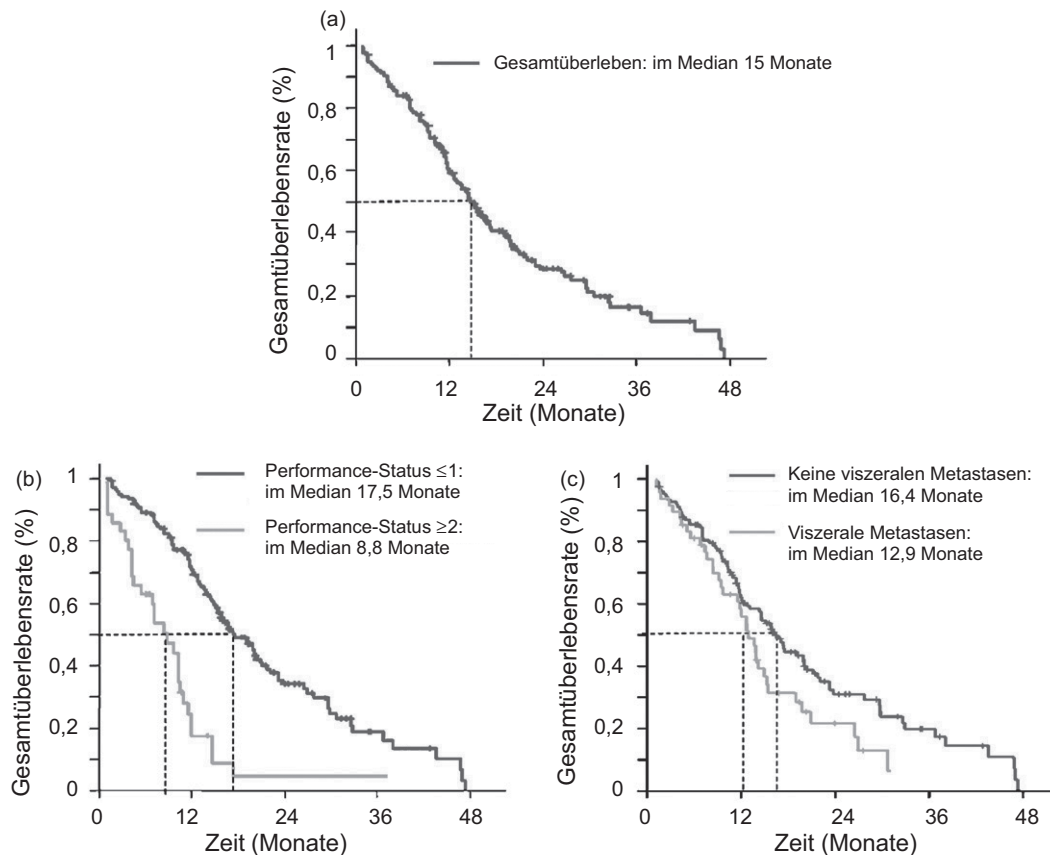 (a)
Gesamtüberleben: im Median 15 Monate
Gesamtüberlebensrate (%)
1
0,8
0,6
0,4
0,2
0
0 12 24 36 48
Zeit (Monate)
(b)
Performance-Status ≤1:
im Median 17,5 Monate
Performance-Status ≥2:
im Median 8,8 Monate
Gesamtüberlebensrate (%)
1
0,8
0,6
0,4
0,2
0
0 12 24 36 48
Zeit (Monate)
(c)
Keine viszeralen Metastasen:
im Median 16,4 Monate
Viszerale Metastasen:
im Median 12,9 Monate
Gesamtüberlebensrate (%)
1
0,8
0,6
0,4
0,2
0
0 12 24 36 48
Zeit (Monate)